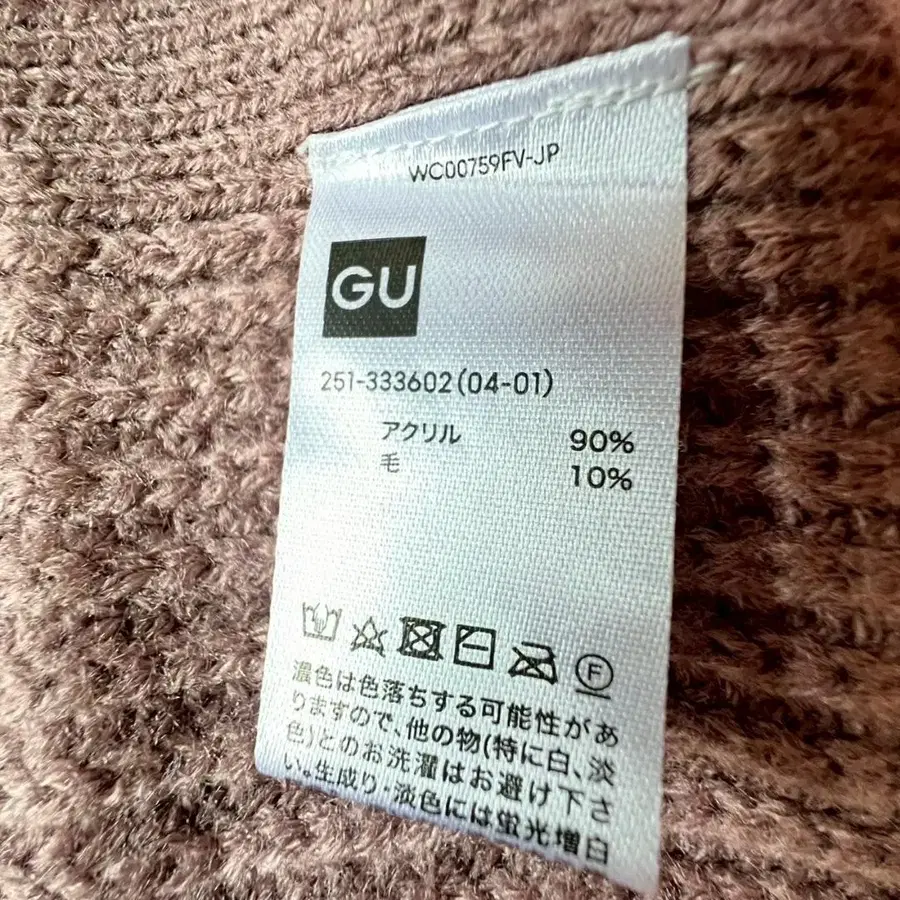 WC00759FV-JP
GU
251-333602(04-01)
アクリル 90%
毛 10%
F
濃色は色落ちする可能性があ
りますので、他の物(特に白、淡
色)とのお洗濯はお避け下さ
い。生成り・淡色には蛍光増白